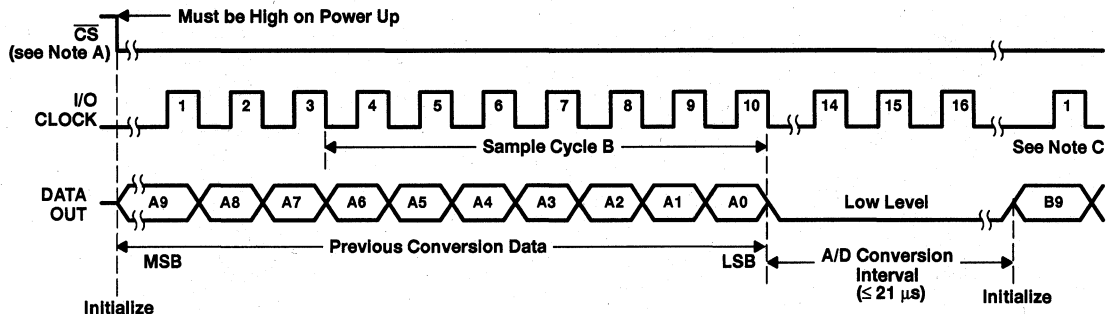 Must be High on Power Up
CS
(see Note A)
I/O
CLOCK
1 2 3 4 5 6 7 8 9 10 14 15 16 1
Sample Cycle B
See Note C
DATA
OUT
A9 A8 A7 A6 A5 A4 A3 A2 A1 A0 Low Level B9
Previous Conversion Data
MSB LSB
A/D Conversion
Interval
(≤ 21 μs)
Initialize
Initialize